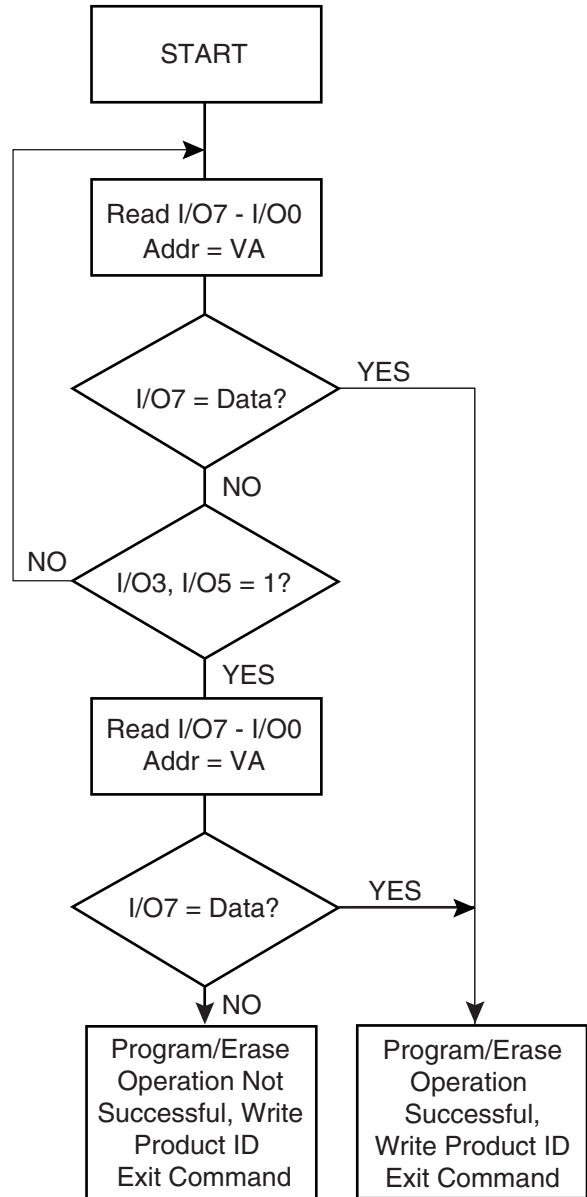 START
Read I/O7 - I/O0
Addr = VA
I/O7 = Data?
YES
NO
I/O3, I/O5 = 1?
NO
YES
Read I/O7 - I/O0
Addr = VA
I/O7 = Data?
YES
NO
Program/Erase
Operation Not
Successful, Write
Product ID
Exit Command
Program/Erase
Operation
Successful,
Write Product ID
Exit Command